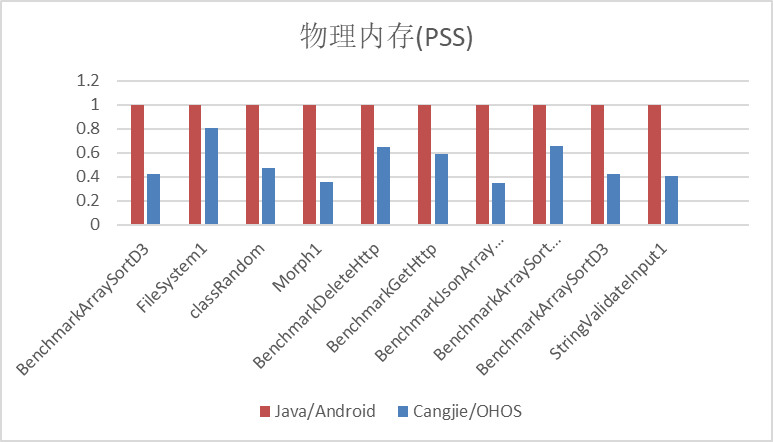 物理内存(PSS)
1.2
1
0.8
0.6
0.4
0.2
0
BenchmarkArraySortD3
FileSystem1
classRandom
Morph1
BenchmarkDeleteHttp
BenchmarkGetHttp
BenchmarkJsonArray…
BenchmarkArraySort…
BenchmarkArraySortD3
StringValidateInput1
Java/Android
Cangjie/OHOS